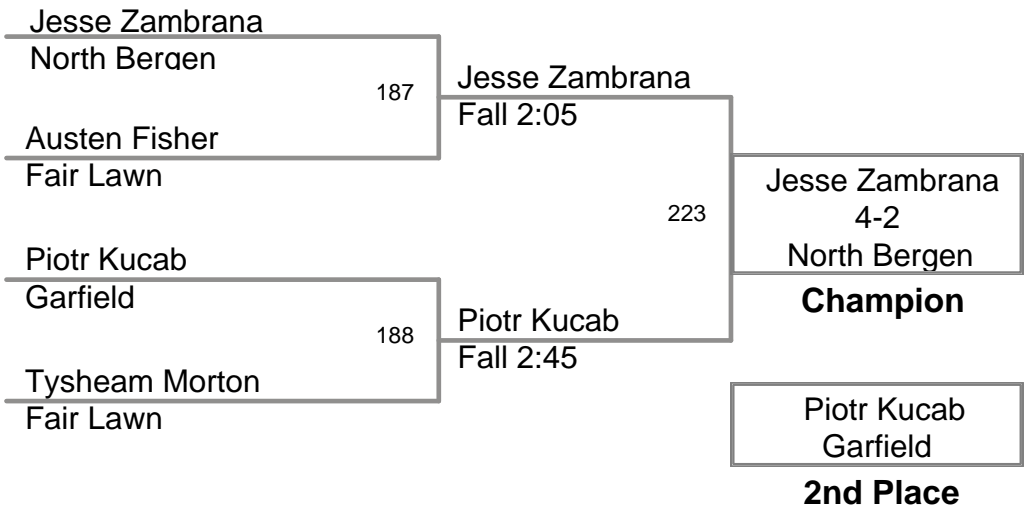 Jesse Zambrana
North Bergen
187
Jesse Zambrana
Fall 2:05
Austen Fisher
Fair Lawn
Jesse Zambrana
4-2
North Bergen
Champion
223
Piotr Kucab
Garfield
188
Piotr Kucab
Fall 2:45
Tysheam Morton
Fair Lawn
Piotr Kucab
Garfield
2nd Place